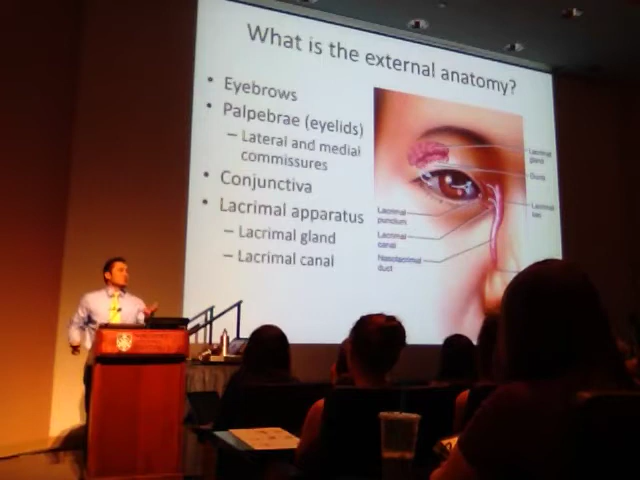 What is the external anatomy?
• Eyebrows
• Palpebrae (eyelids)
– Lateral and medial
commissures
• Conjunctiva
• Lacrimal apparatus
– Lacrimal gland
– Lacrimal canal
Lacrimal
gland
Ducts
Lacrimal
sac
Lacrimal
punctum
Lacrimal
canal
Nasolacrimal
duct